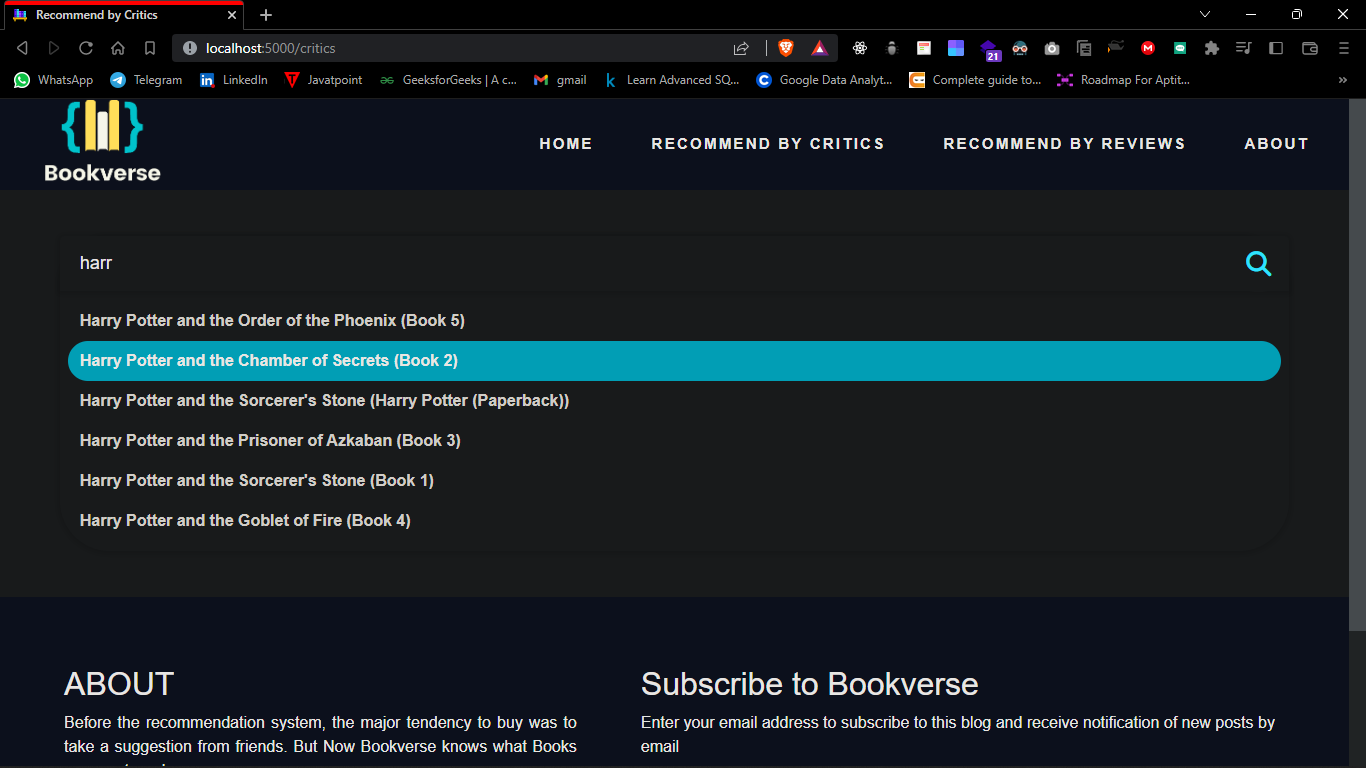 Recommend by Critics
localhost:5000/critics
21
WhatsApp
Telegram
LinkedIn
Javatpoint
GeeksforGeeks | A c...
gmail
Learn Advanced SQ...
Google Data Analyt...
Complete guide to...
Roadmap For Aptit...
Bookverse
HOME
RECOMMEND BY CRITICS
RECOMMEND BY REVIEWS
ABOUT
harr
Harry Potter and the Order of the Phoenix (Book 5)
Harry Potter and the Chamber of Secrets (Book 2)
Harry Potter and the Sorcerer's Stone (Harry Potter (Paperback))
Harry Potter and the Prisoner of Azkaban (Book 3)
Harry Potter and the Sorcerer's Stone (Book 1)
Harry Potter and the Goblet of Fire (Book 4)
ABOUT
Before the recommendation system, the major tendency to buy was to
take a suggestion from friends. But Now Bookverse knows what Books
Subscribe to Bookverse
Enter your email address to subscribe to this blog and receive notification of new posts by
email